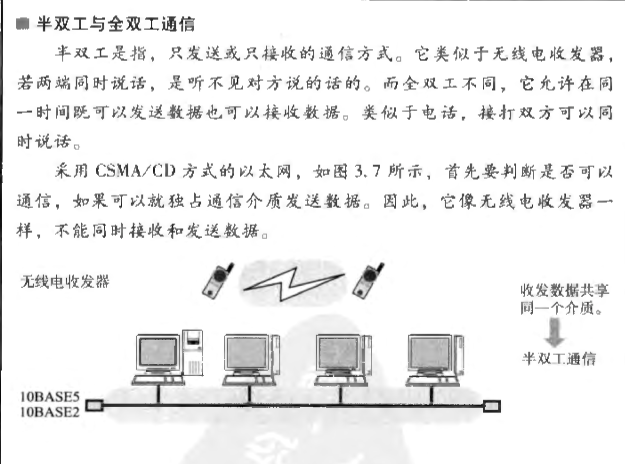 ■ 半双工与全双工通信
半双工是指，只发送或只接收的通信方式。它类似于无线电收发器，
若两端同时说话，是听不见对方说的话的。而全双工不同，它允许在同
一时间既可以发送数据也可以接收数据。类似于电话，接打双方可以同
时说话。
采用 CSMA/CD 方式的以太网，如图 3.7 所示，首先要判断是否可以
通信，如果可以就独占通信介质发送数据。因此，它像无线电收发器一
样，不能同时接收和发送数据。
无线电收发器
收发数据共享
同一个介质。
半双工通信
10BASE5
10BASE2